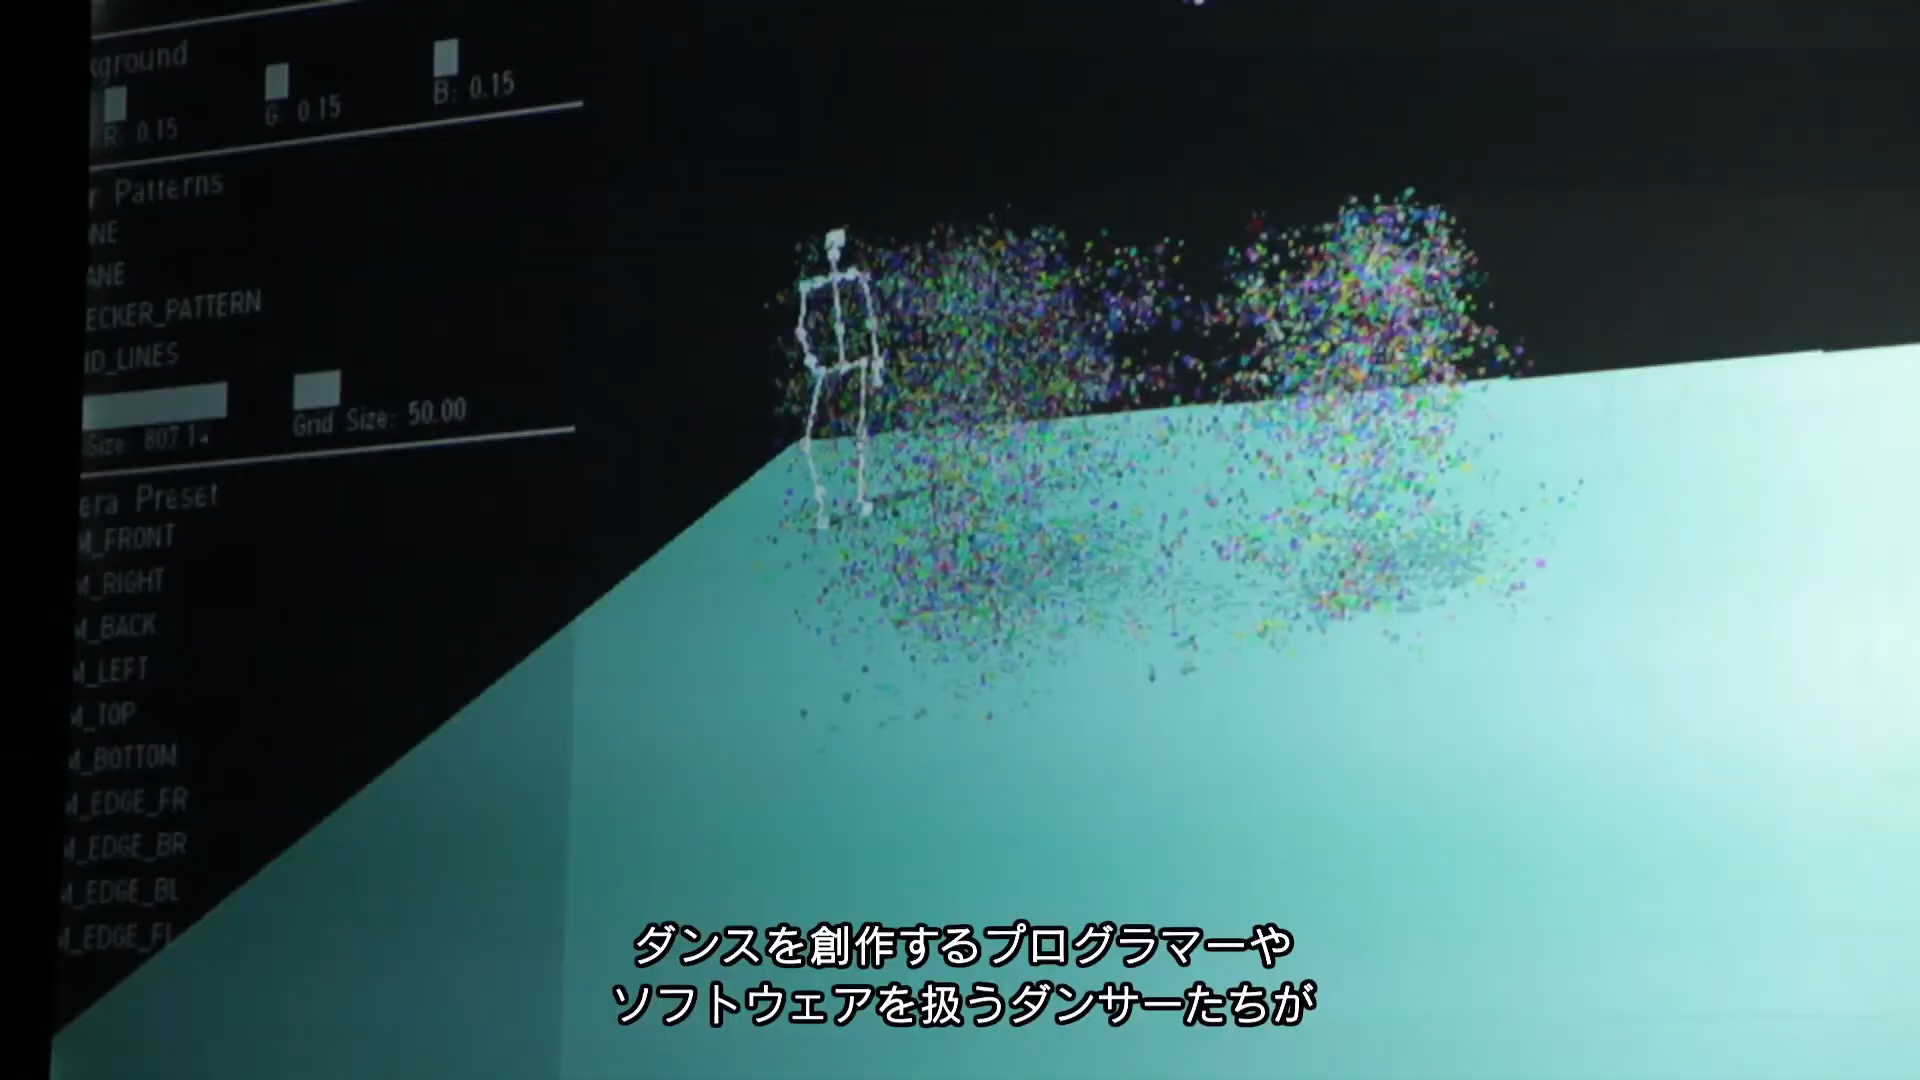 kground
R: 0.15
G: 0.15
B: 0.15
r Patterns
ONE
ANE
ECKER_PATTERN
ID_LINES
Size: 807.14
Grid Size: 50.00
era Preset
M_FRONT
M_RIGHT
M_BACK
M_LEFT
M_TOP
M_BOTTOM
M_EDGE_FR
M_EDGE_BR
M_EDGE_BL
M_EDGE_FL
ダンスを創作するプログラマーや
ソフトウェアを扱うダンサーたちが